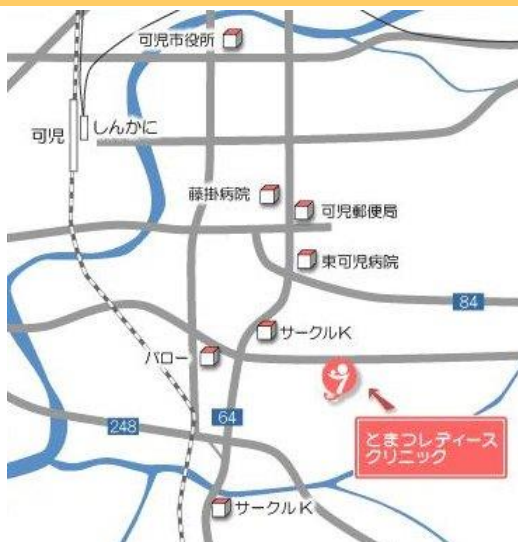 可児市役所
可児
しんかに
藤掛病院
可児郵便局
東可児病院
84
サークルK
バロー
64
248
とまつレディース
クリニック
サークルK